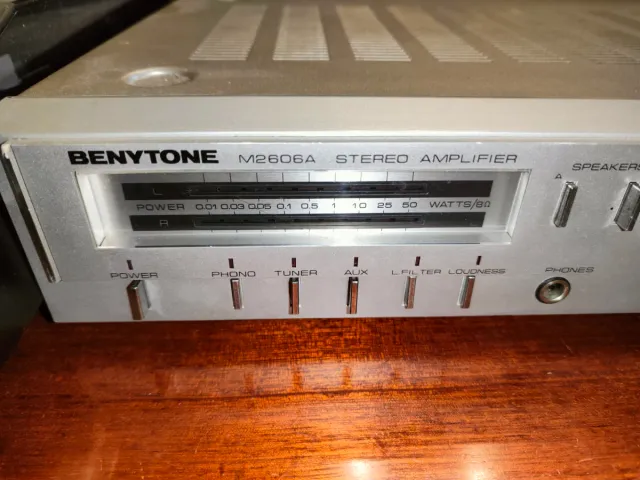 BENYTONE M2606A STEREO AMPLIFIER
SPEAKERS
A
L
POWER 0.01 0.03 0.05 0.1 0.5 1 10 25 50 WATTS/8Ω
R
POWER PHONO TUNER AUX L.FILTER LOUDNESS PHONES